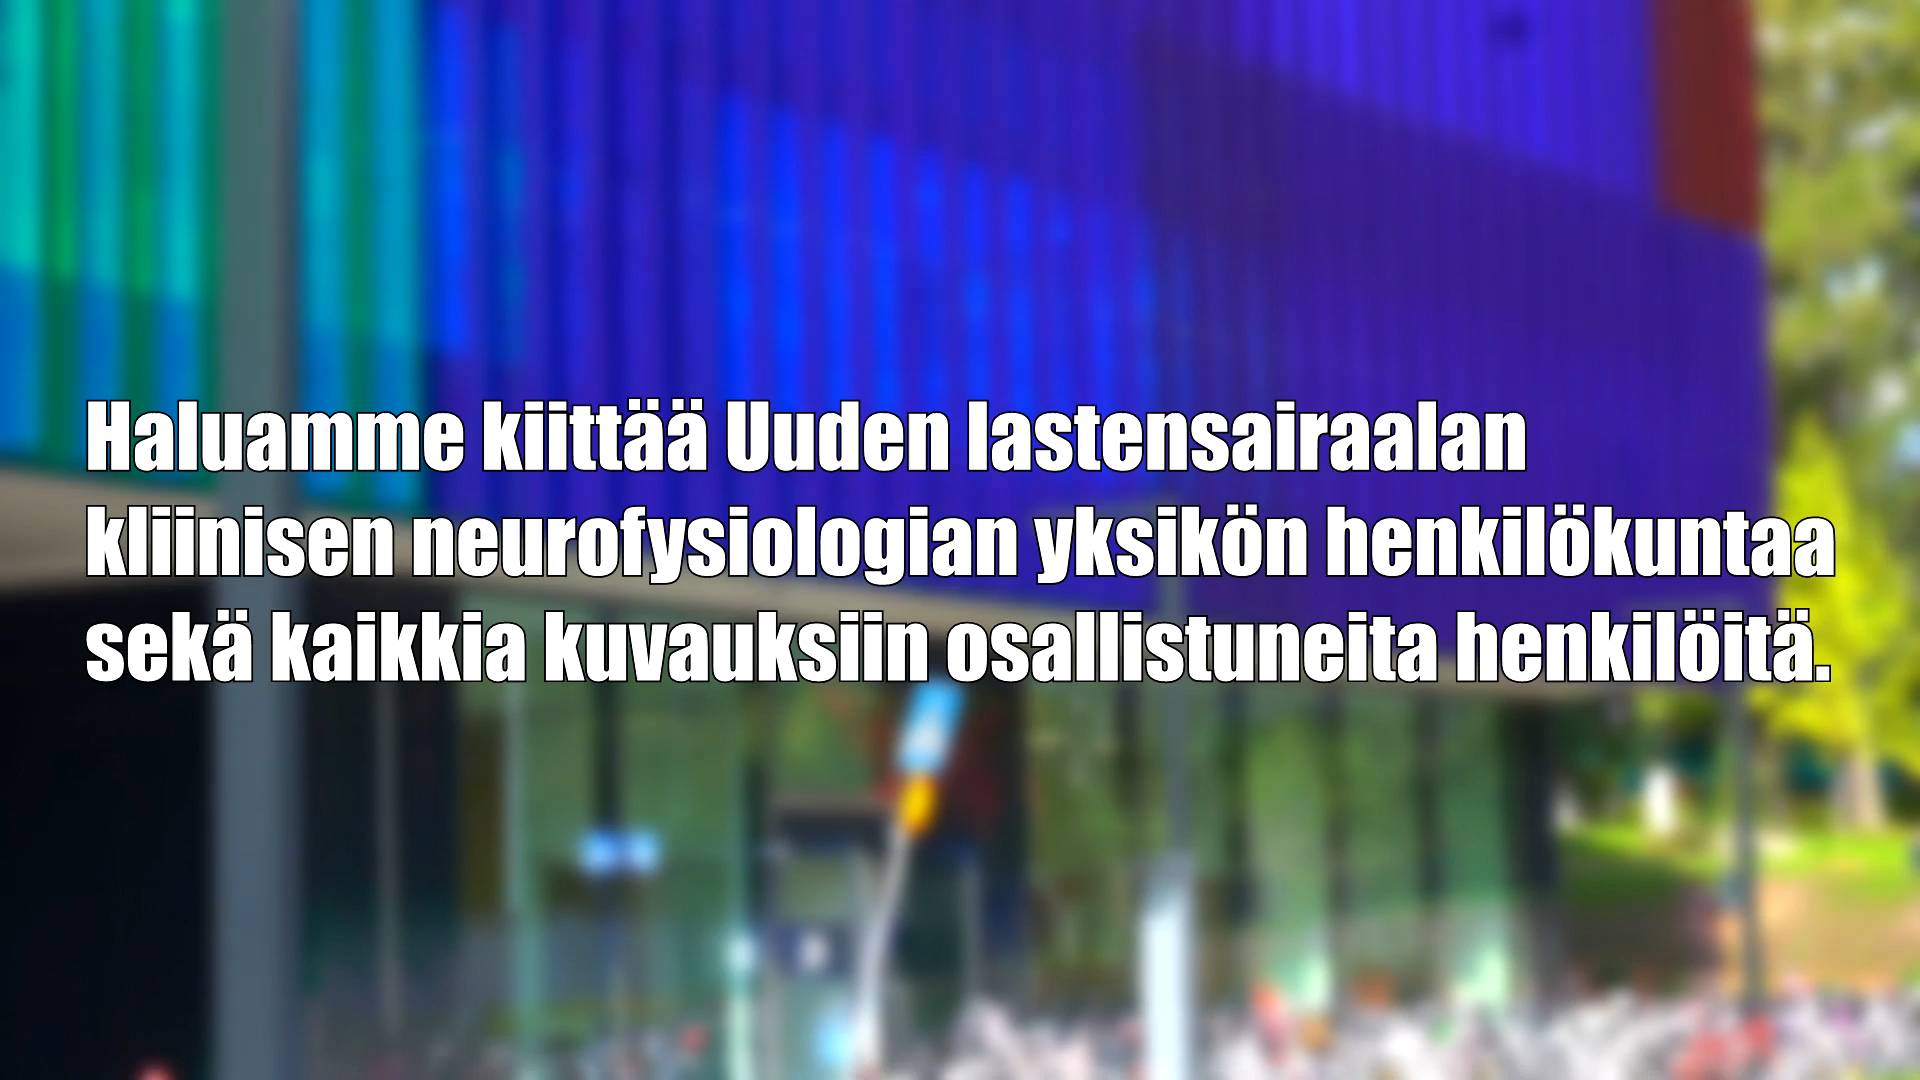 Haluamme kiittää Uuden lastensairaalan
kliinisen neurofysiologian yksikön henkilökuntaa
sekä kaikkia kuvauksiin osallistuneita henkilöitä.